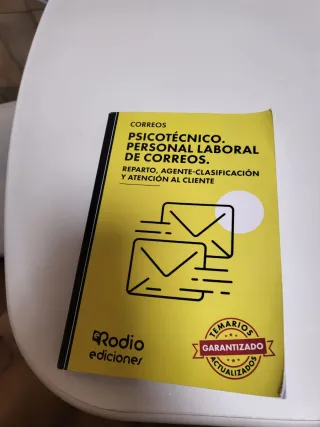 CORREOS
PSICOTÉCNICO.
PERSONAL LABORAL
DE CORREOS.
REPARTO, AGENTE-CLASIFICACIÓN
Y ATENCIÓN AL CLIENTE
Rodio
ediciones
TEMARIOS
GARANTIZADO
ACTUALIZADOS